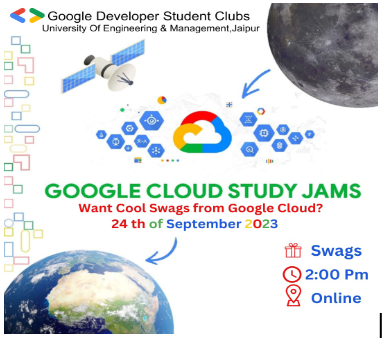 Google Developer Student Clubs
University Of Engineering & Management,Jaipur
GOOGLE CLOUD STUDY JAMS
Want Cool Swags from Google Cloud?
24 th of September 2023
Swags
2:00 Pm
Online